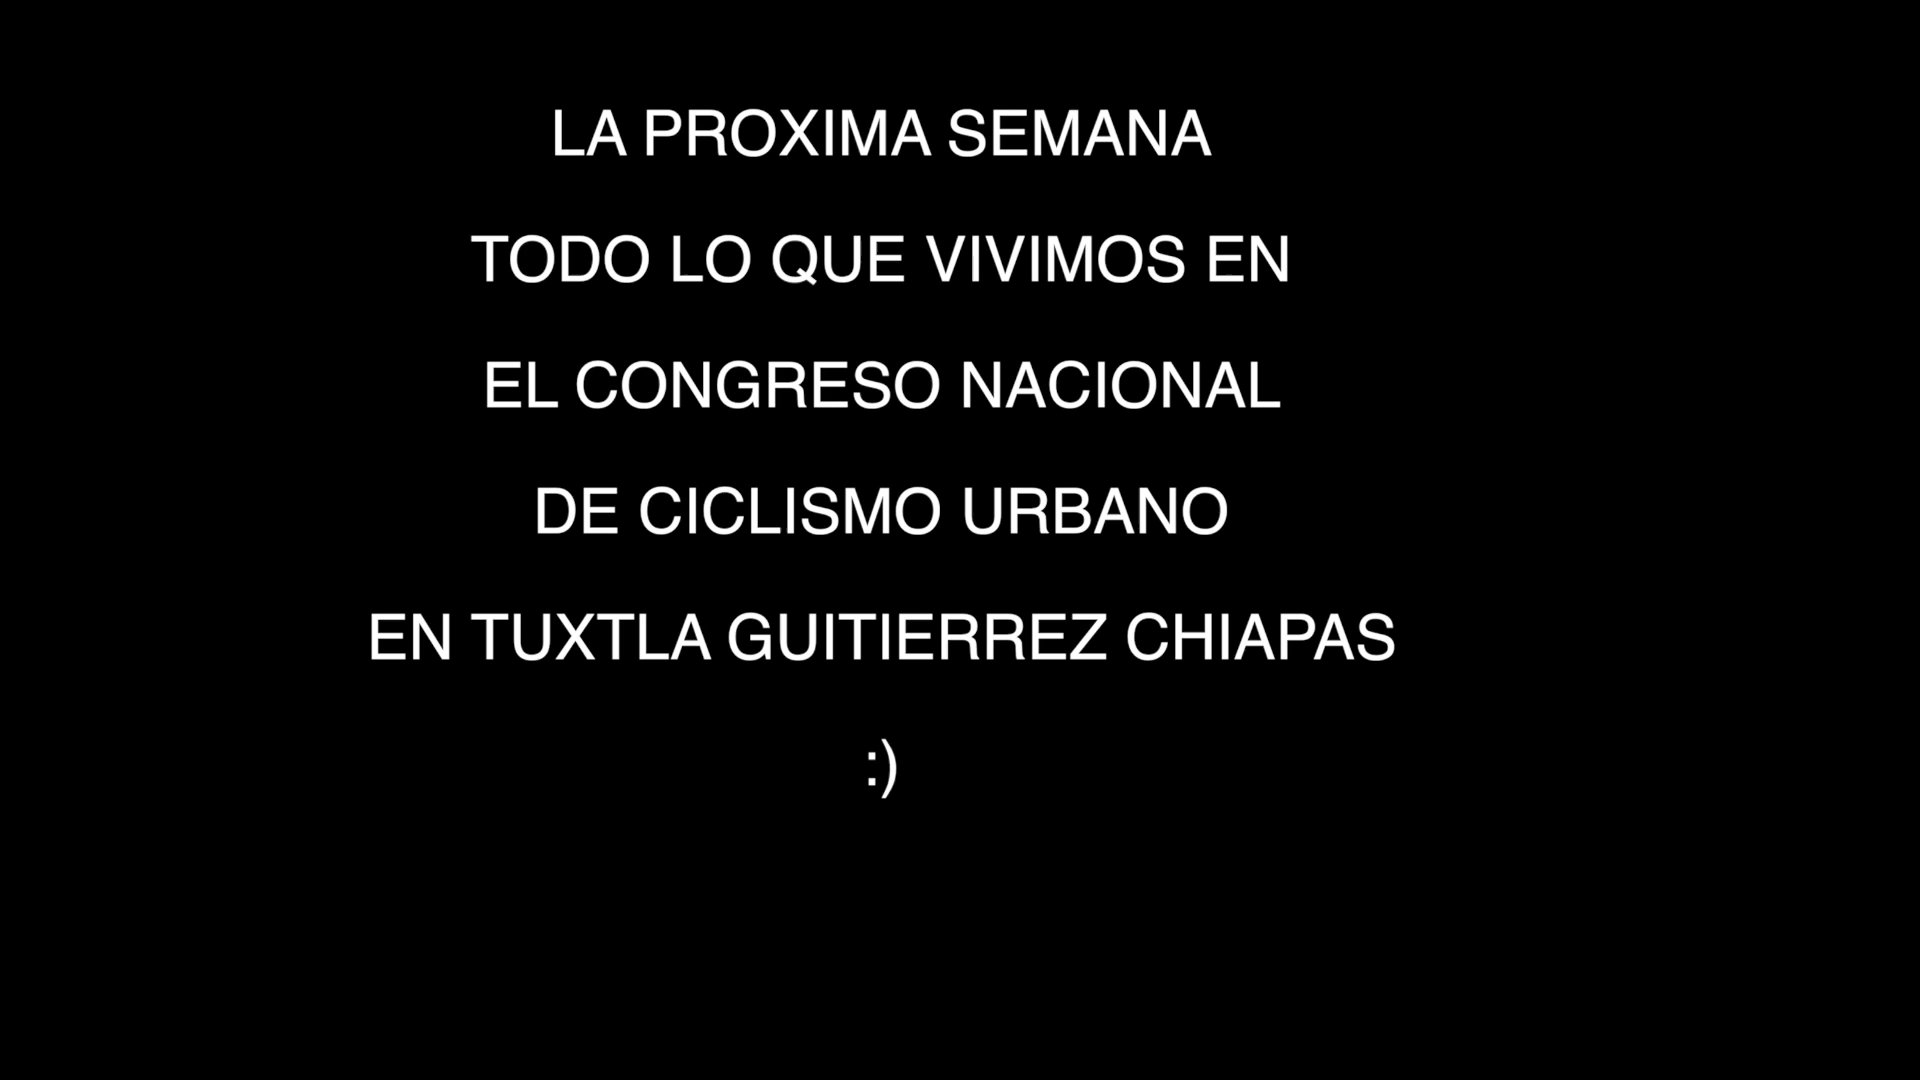 LA PROXIMA SEMANA
TODO LO QUE VIVIMOS EN
EL CONGRESO NACIONAL
DE CICLISMO URBANO
EN TUXTLA GUITIERREZ CHIAPAS
:)